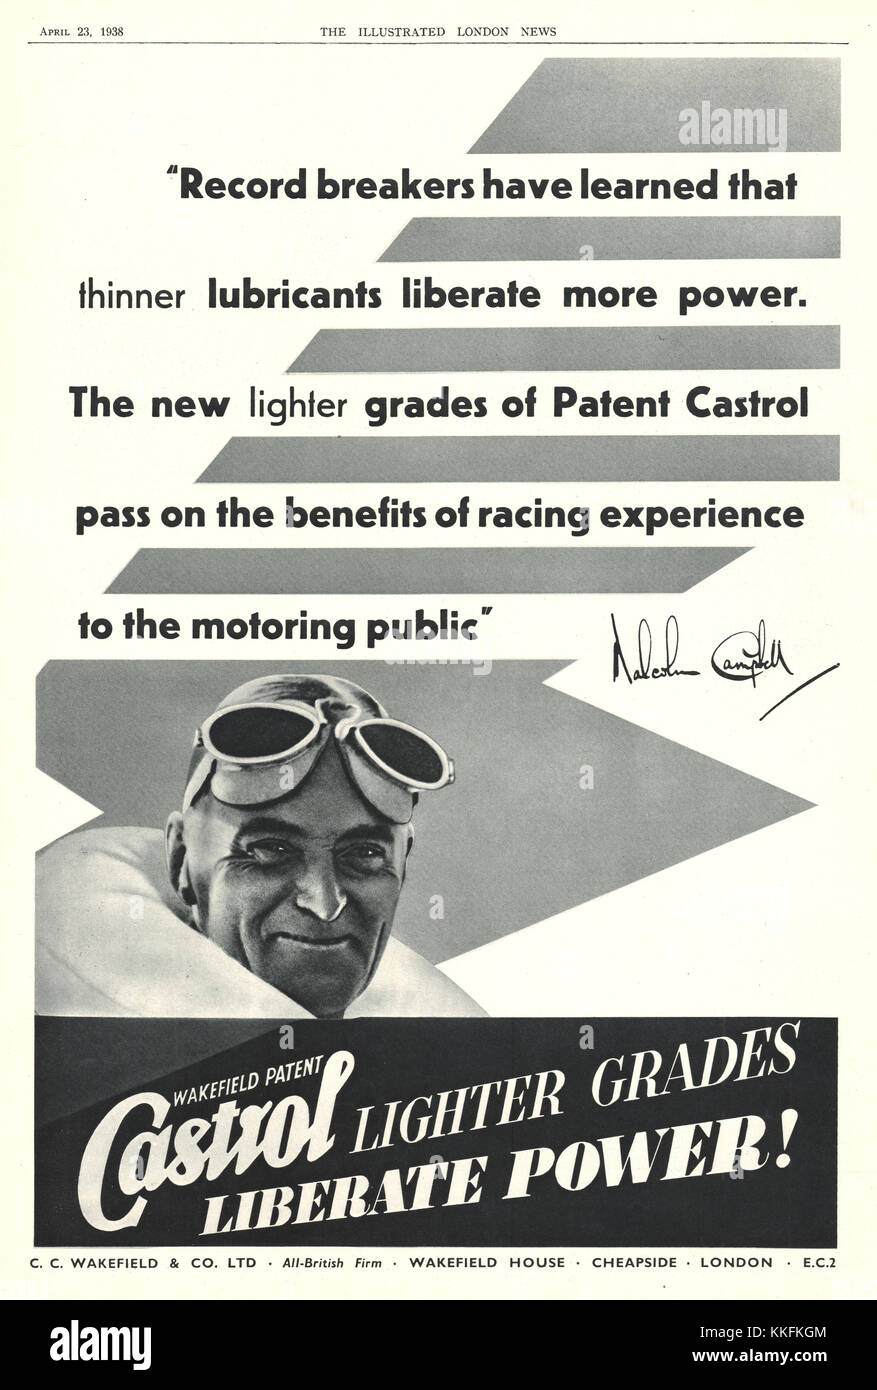 April 23, 1938
THE ILLUSTRATED LONDON NEWS
"Record breakers have learned that
thinner lubricants liberate more power.
The new lighter grades of Patent Castrol
pass on the benefits of racing experience
to the motoring public"
Malcolm Campbell
WAKEFIELD PATENT
Castrol LIGHTER GRADES
LIBERATE POWER!
C. C. WAKEFIELD & CO. LTD · All-British Firm · WAKEFIELD HOUSE · CHEAPSIDE · LONDON · E.C.2
alamy
a
alamy
Image ID: KKFKGM
www.alamy.com